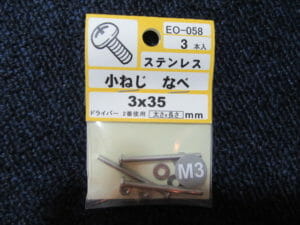 EO-058
3本入
ステンレス
小ねじ なべ
3x35
ドライバー 2番使用 太さx長さ mm
M3